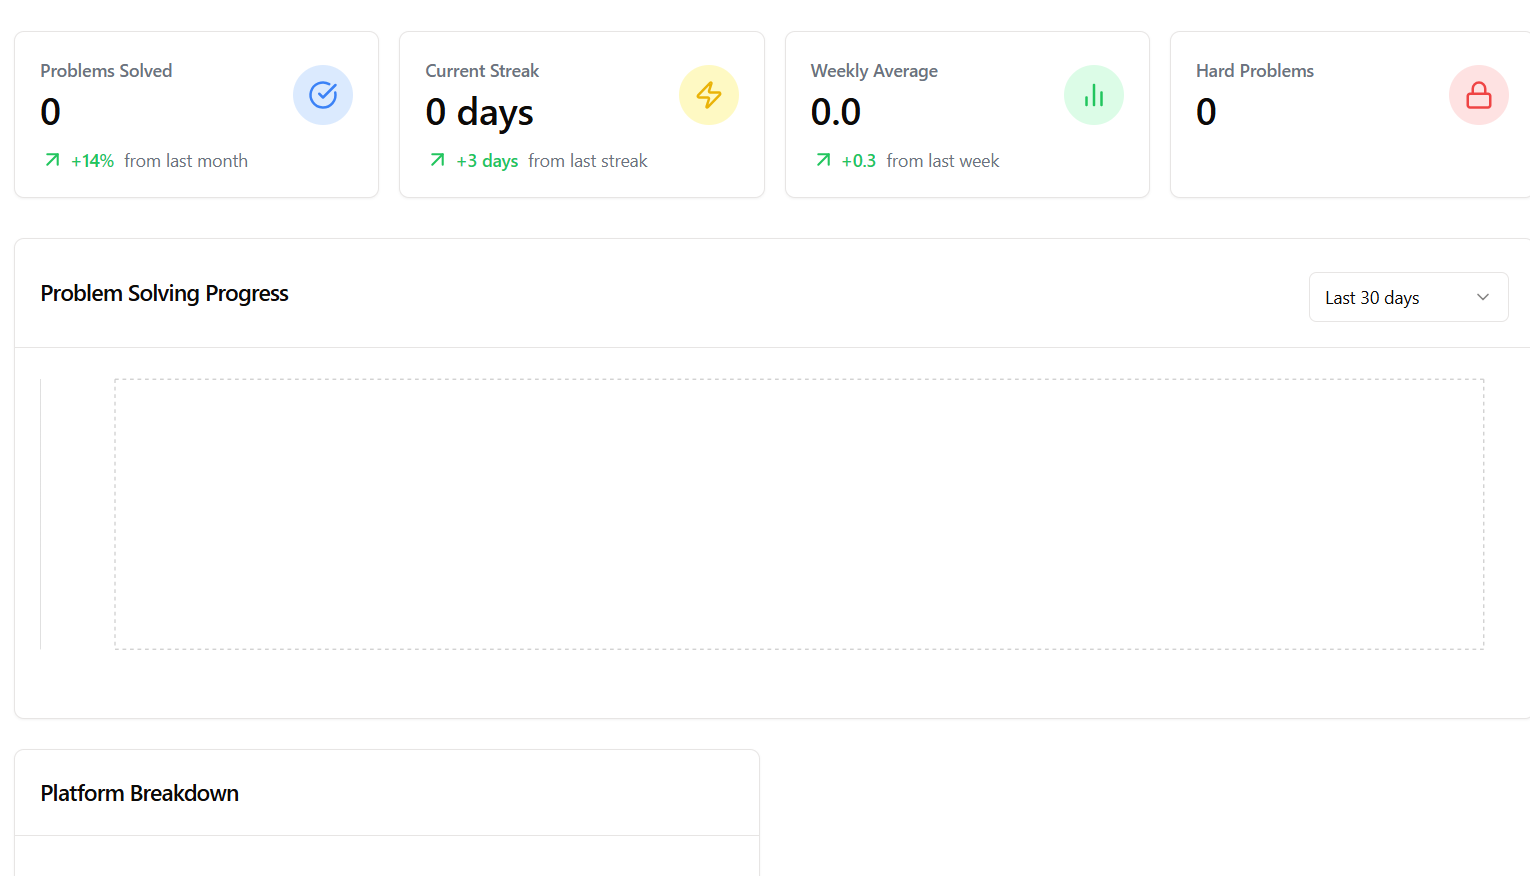 Problems Solved
0
+14% from last month
Current Streak
0 days
+3 days from last streak
Weekly Average
0.0
+0.3 from last week
Hard Problems
0
Problem Solving Progress
Last 30 days
Platform Breakdown